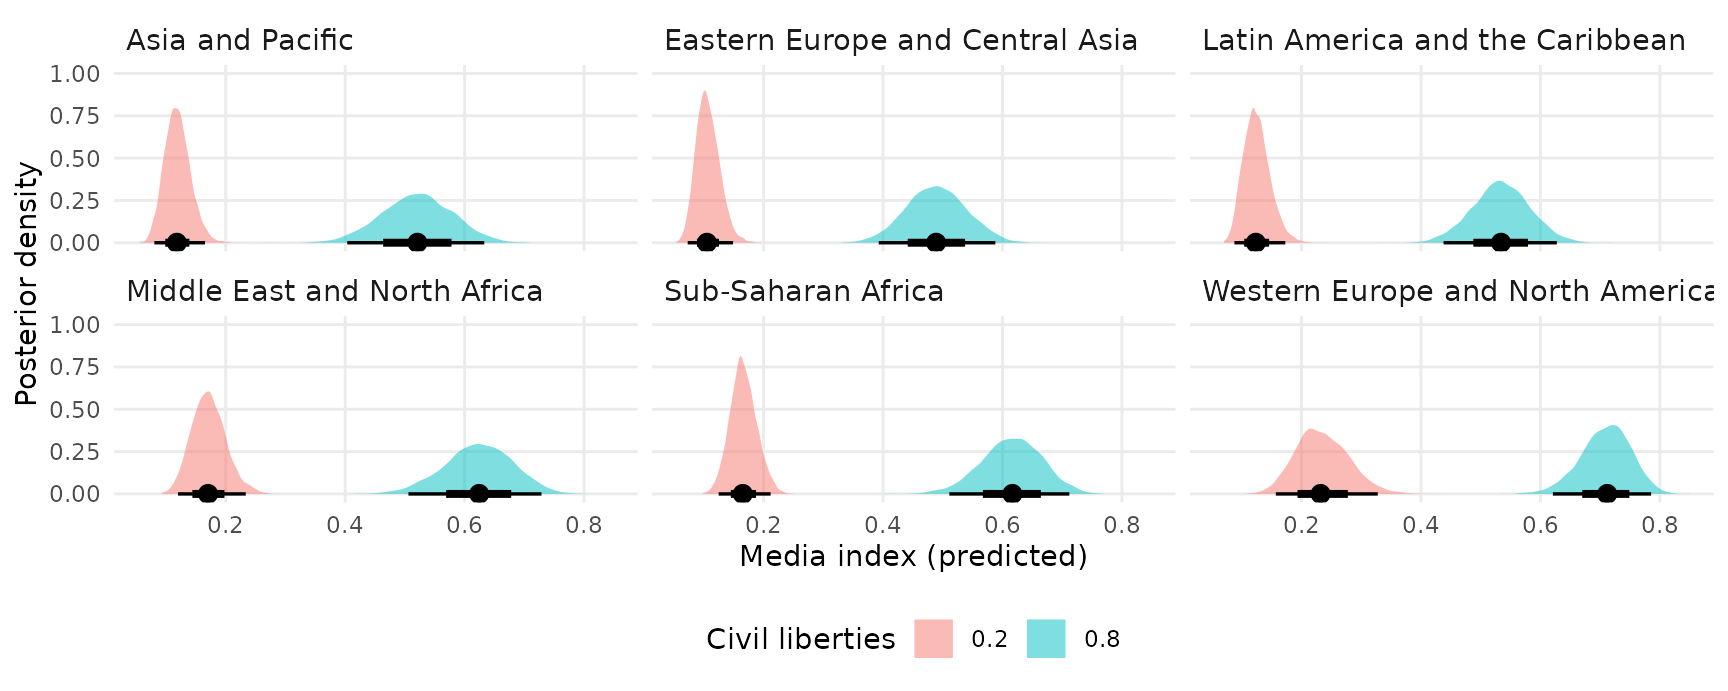 Asia and Pacific
Eastern Europe and Central Asia
Latin America and the Caribbean
1.00
0.75
0.50
0.25
0.00
Middle East and North Africa
Sub-Saharan Africa
Western Europe and North America
1.00
0.75
0.50
0.25
0.00
Posterior density
0.2 0.4 0.6 0.8
0.2 0.4 0.6 0.8
0.2 0.4 0.6 0.8
Media index (predicted)
Civil liberties 0.2 0.8